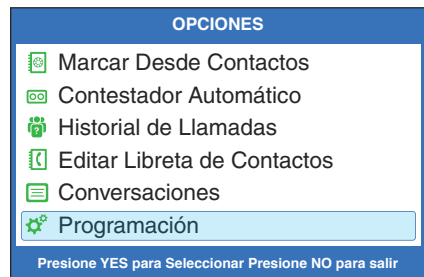 OPCIONES
Marcar Desde Contactos
Contestador Automático
Historial de Llamadas
Editar Libreta de Contactos
Conversaciones
Programación
Presione YES para Seleccionar Presione NO para salir